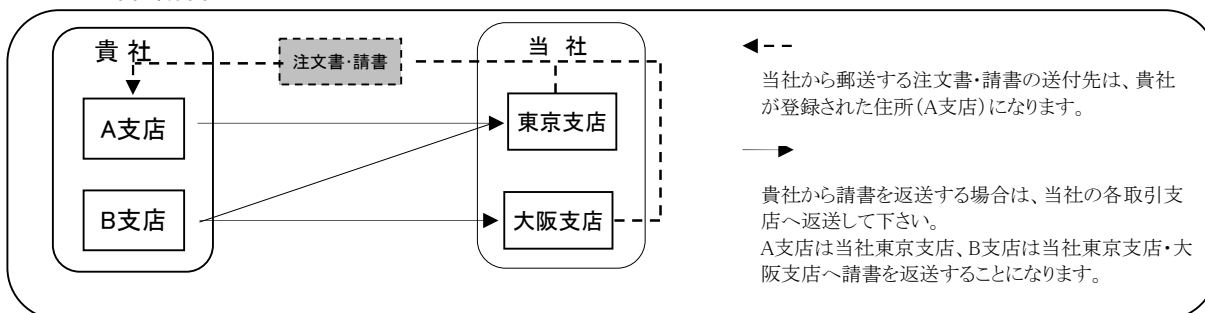 貴 社
当 社
注文書・請書
A支店
東京支店
B支店
大阪支店
当社から郵送する注文書・請書の送付先は、貴社
が登録された住所(A支店)になります。
貴社から請書を返送する場合は、当社の各取引支
店へ返送して下さい。
A支店は当社東京支店、B支店は当社東京支店・大
阪支店へ請書を返送することになります。